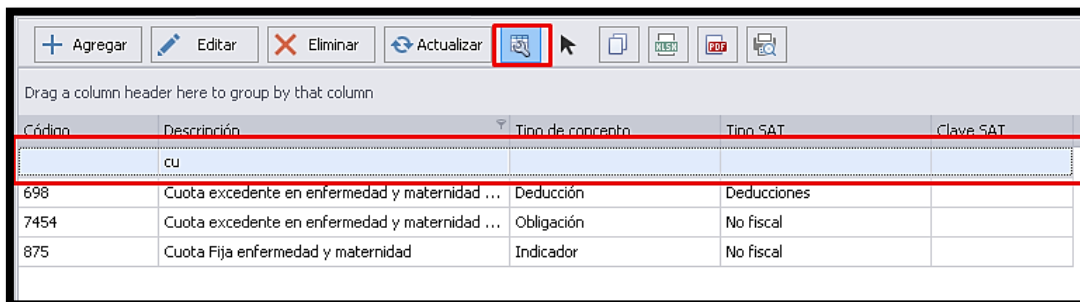 Agregar Editar Eliminar Actualizar XLSX PDF
Drag a column header here to group by that column
Código Descripción Tipo de concepto Tipo SAT Clave SAT
cu
698 Cuota excedente en enfermedad y maternidad ... Deducción Deducciones
7454 Cuota excedente en enfermedad y maternidad ... Obligación No fiscal
875 Cuota Fija enfermedad y maternidad Indicador No fiscal